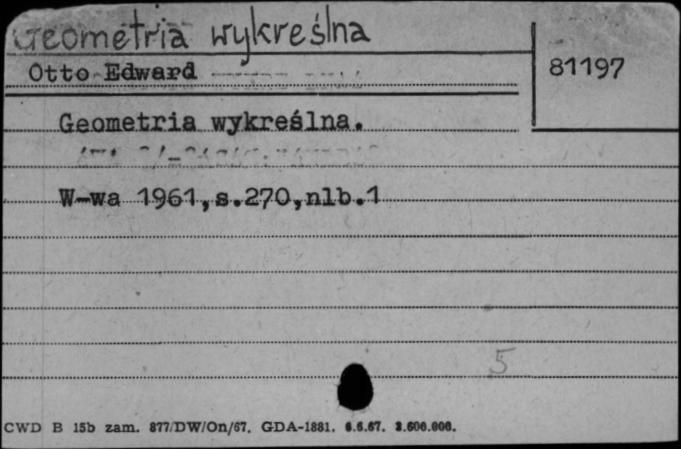 Geometria wykreślna
Otto Edward
81197
Geometria wykreślna.
W-wa 1961,s.270,nlb.1
5
CWD B 15b zam. 877/DW/On/67. GDA-1881. 6.6.67. 2.600.000.